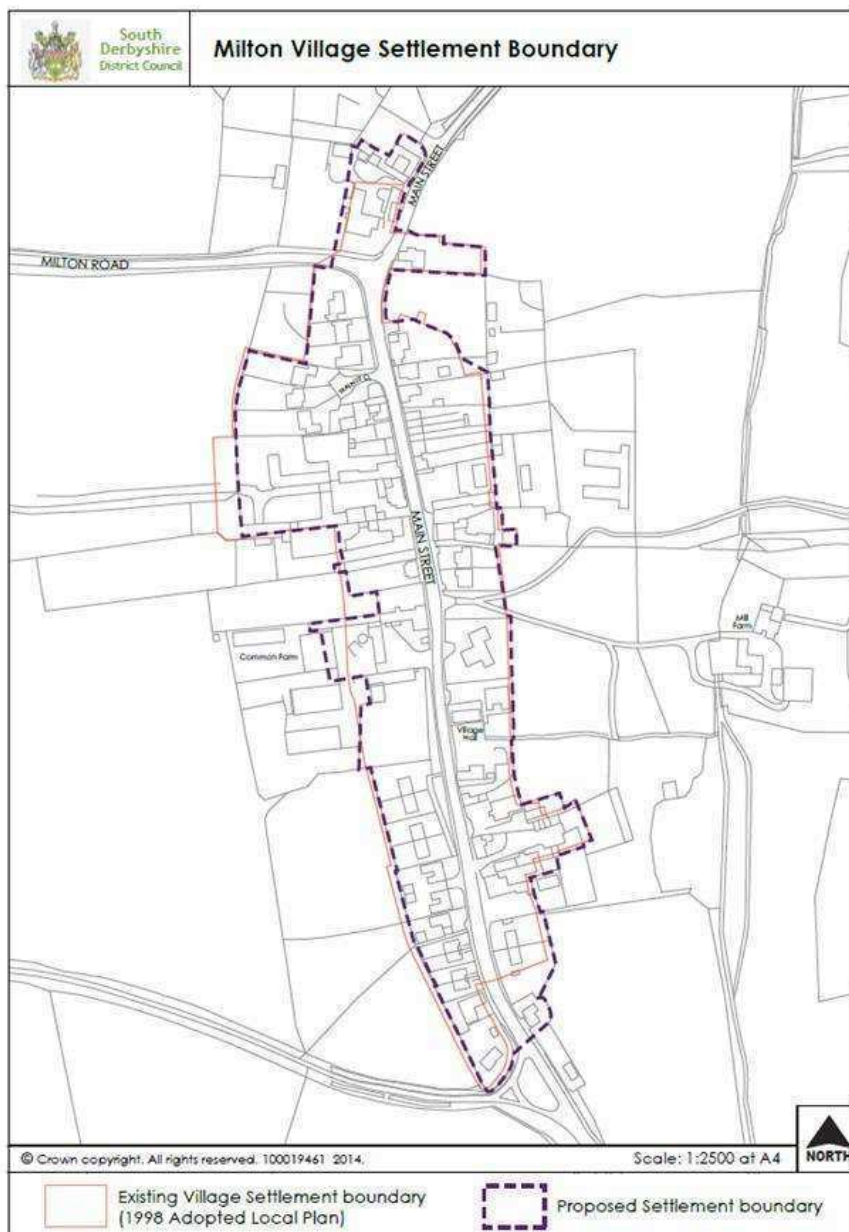 South
Derbyshire
District Council
Milton Village Settlement Boundary
MAIN STREET
MILTON ROAD
MAIN STREET
Mill
Farm
Common Farm
Village
Hall
© Crown copyright. All rights reserved. 100019461 2014.
Scale: 1:2500 at A4
NORTH
Existing Village Settlement boundary
(1998 Adopted Local Plan)
Proposed Settlement boundary